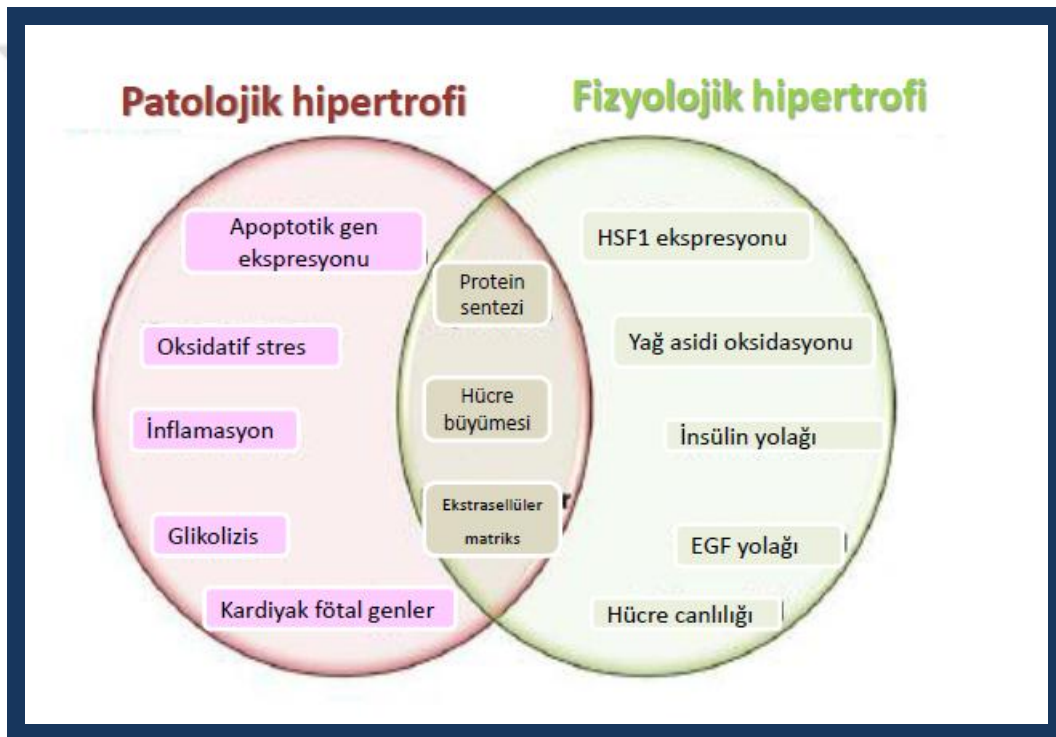 Patolojik hipertrofi
Fizyolojik hipertrofi
Apoptotik gen
ekspresyonu
Oksidatif stres
İnflamasyon
Glikolizis
Kardiyak fötal genler
Protein
sentezi
Hücre
büyümesi
Ekstrasellüler
matriks
HSF1 ekspresyonu
Yağ asidi oksidasyonu
İnsülin yolağı
EGF yolağı
Hücre canlılığı